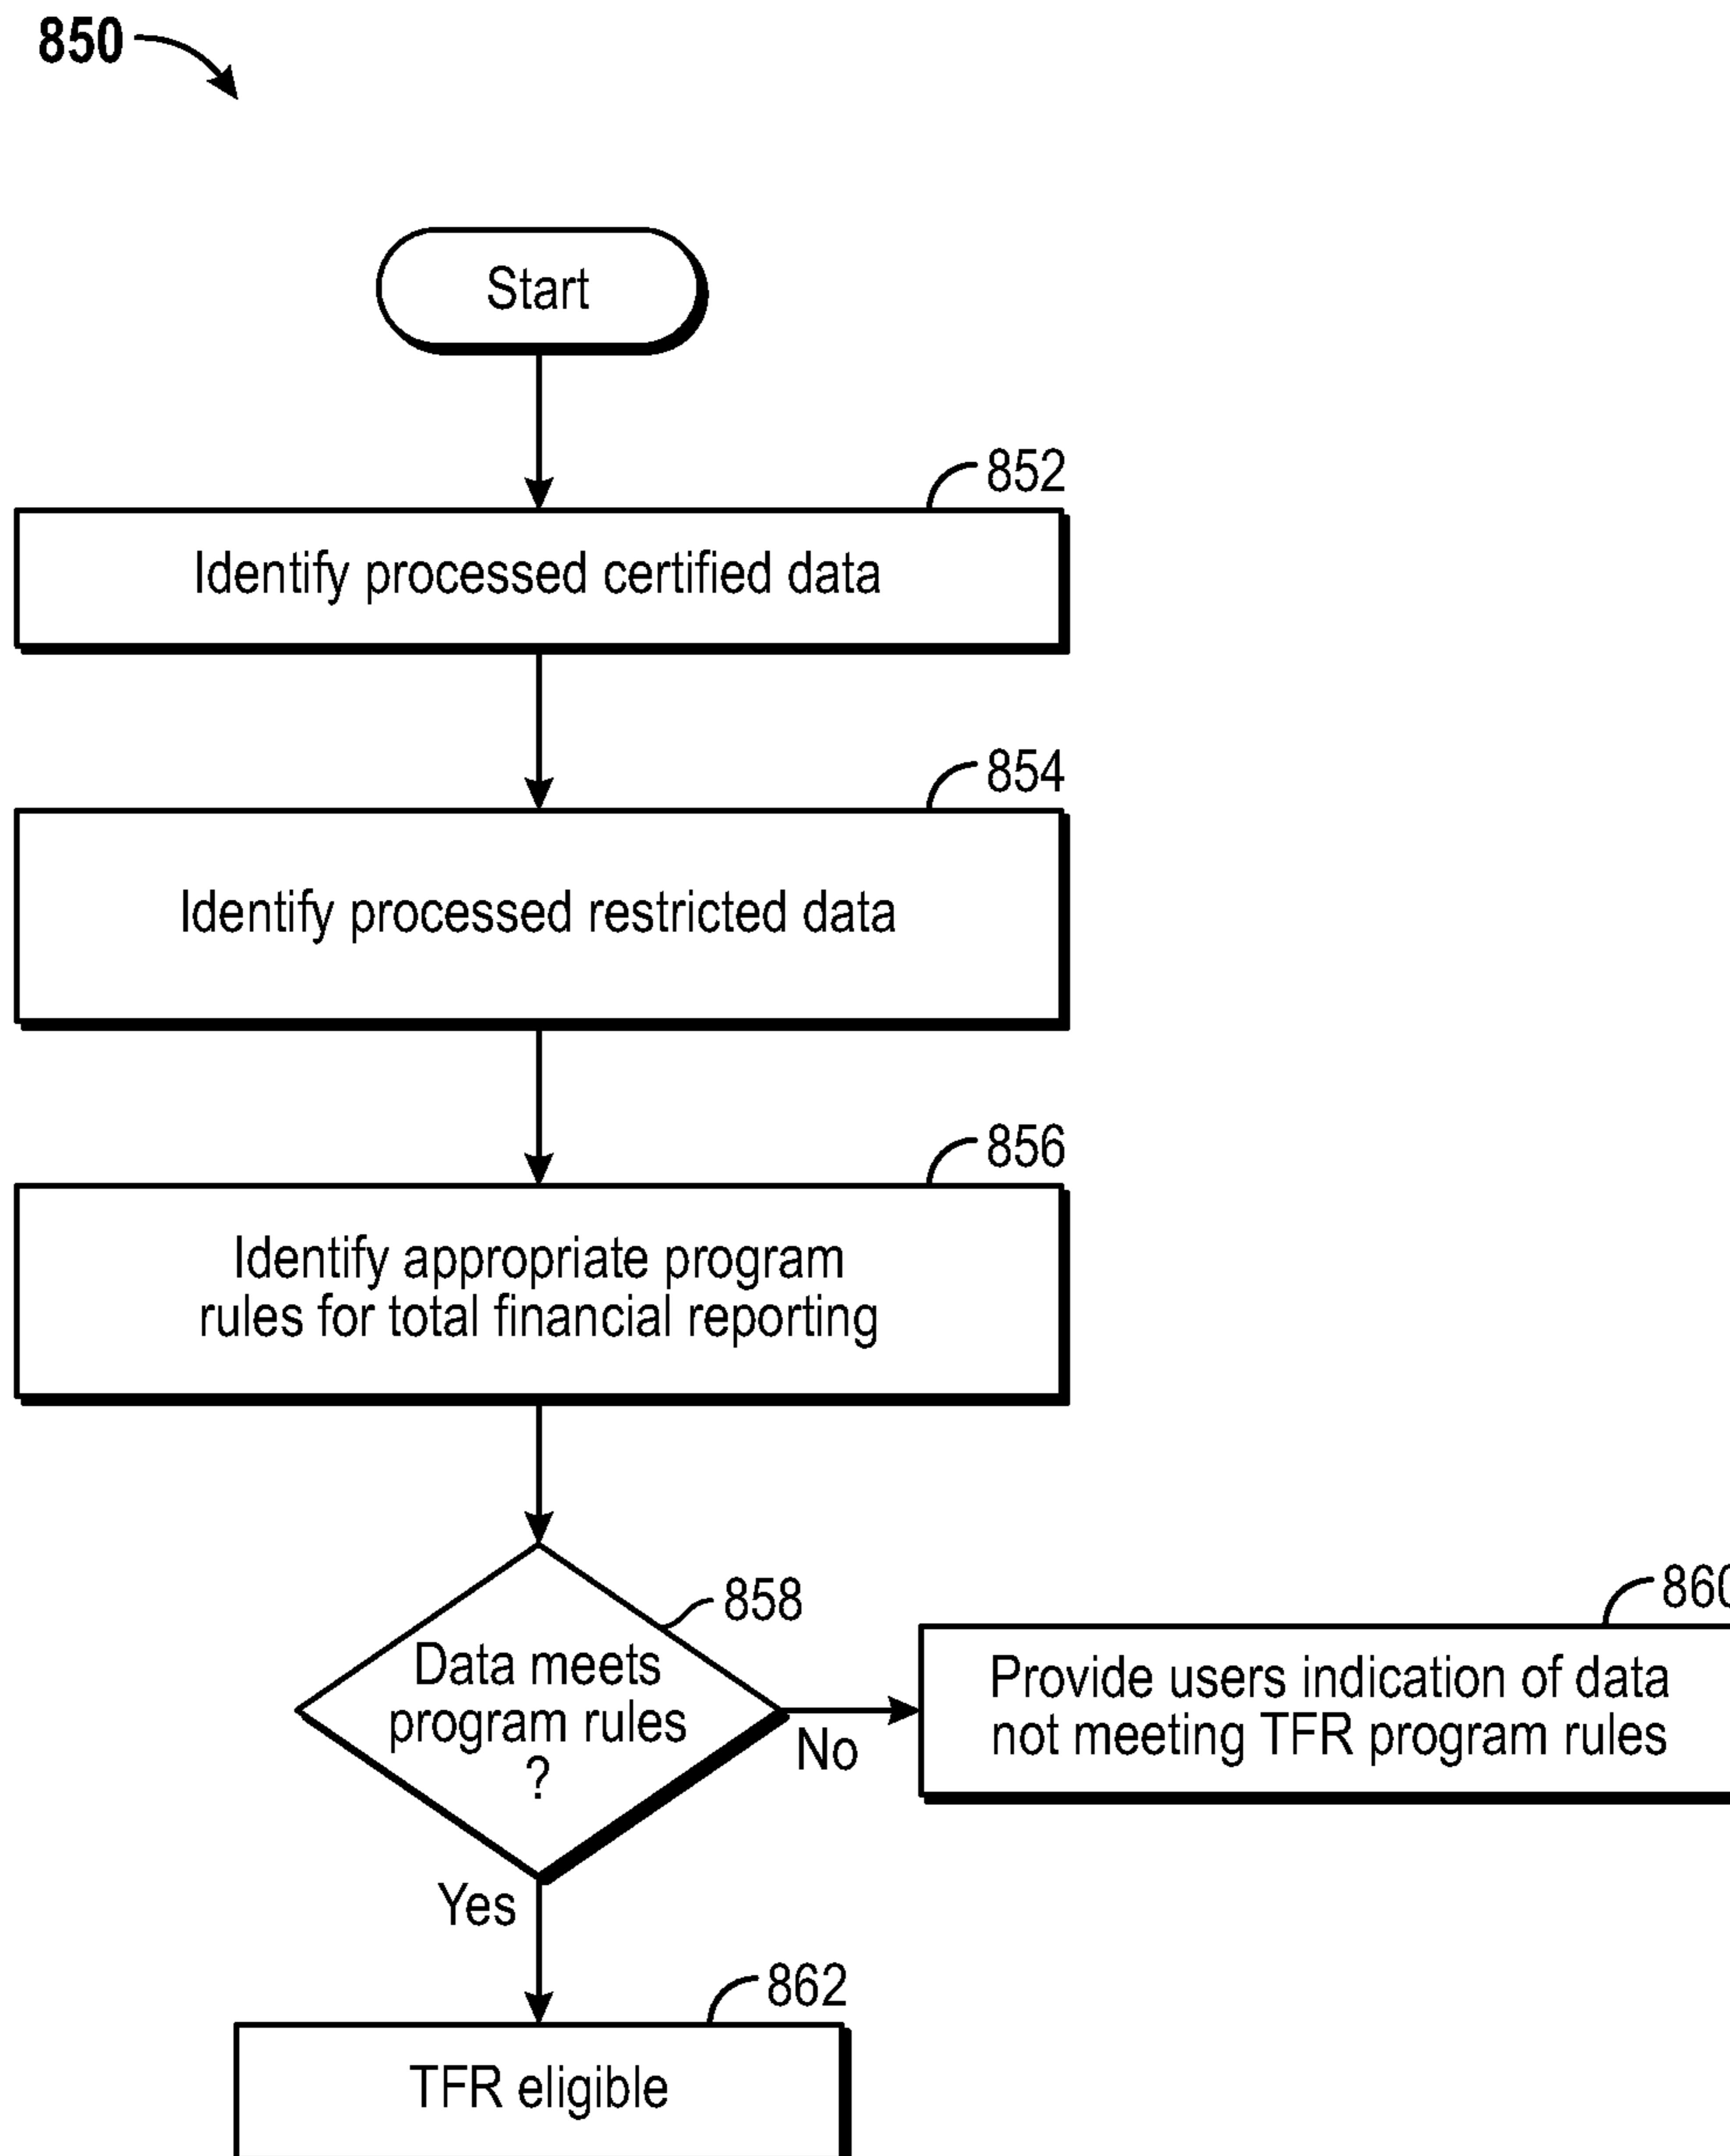 850
Start
852
Identify processed certified data
854
Identify processed restricted data
856
Identify appropriate program
rules for total financial reporting
858
Data meets
program rules
?
No
860
Provide users indication of data
not meeting TFR program rules
Yes
862
TFR eligible